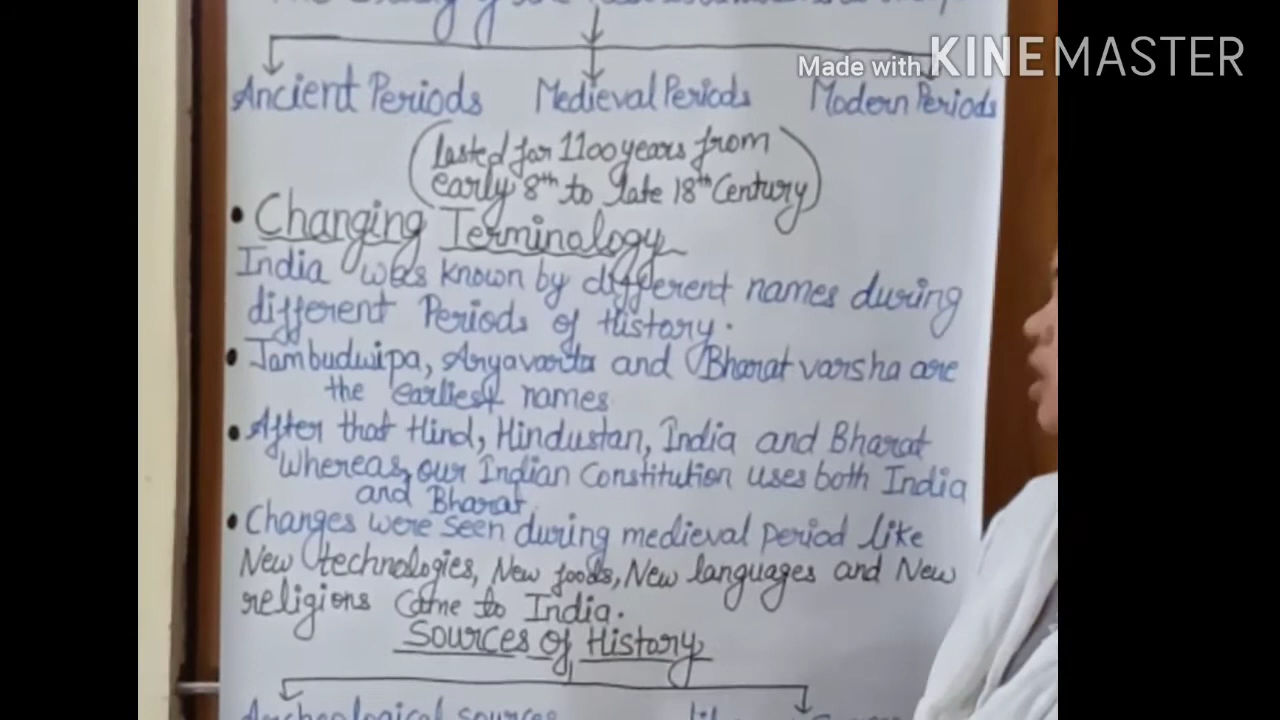 Made with KINEMASTER
Ancient Periods Medieval Periods Modern Periods
(lasted for 1100 years from
early 8th to late 18th Century)
• Changing Terminology
India was known by different names during
different Periods of History.
• Jambudwipa, Aryavarta and Bharat varsha are
the earliest names
• After that Hind, Hindustan, India and Bharat
Whereas, our Indian Constitution uses both India
and Bharat.
• Changes were seen during medieval period like
New technologies, New foods, New languages and New
religions Came to India.
Sources of History
Archeological sources